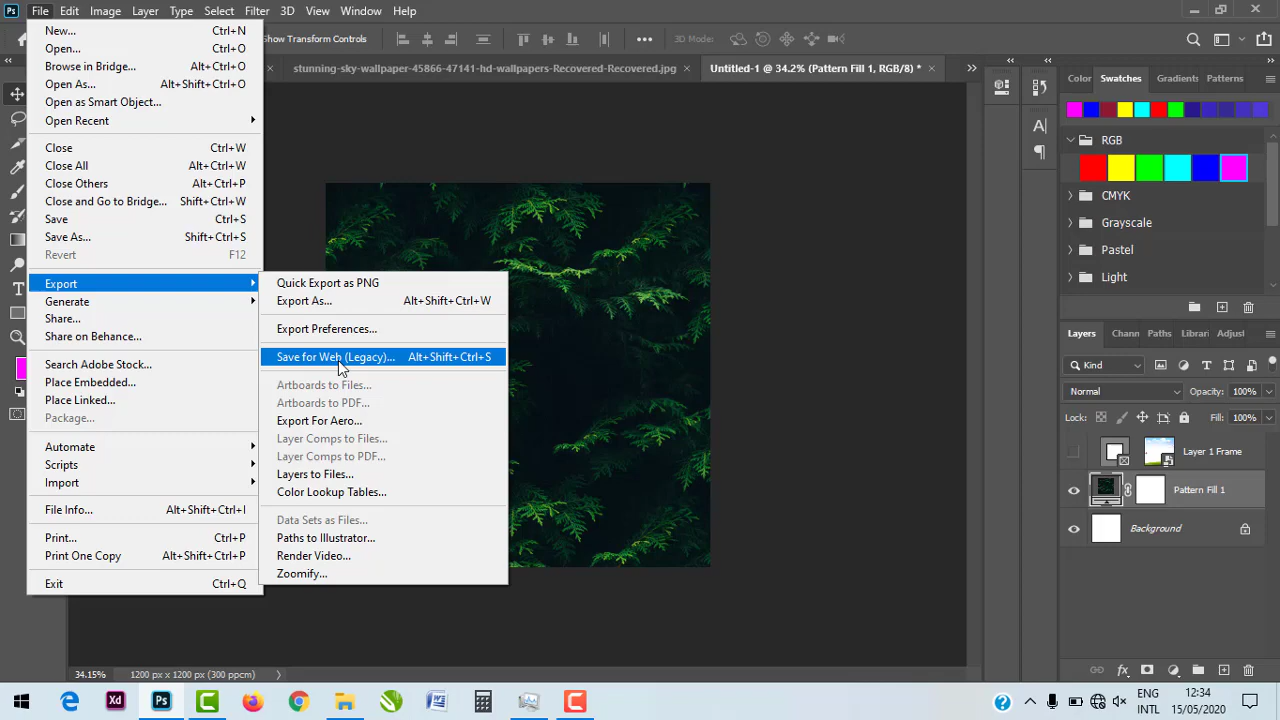 Ps File Edit Image Layer Type Select Filter 3D View Window Help
Show Transform Controls 3D Mode:
stunning-sky-wallpaper-45866-47141-hd-wallpapers-Recovered-Recovered.jpg × Untitled-1 @ 34.2% (Pattern Fill 1, RGB/8) * ×
New... Ctrl+N
Open... Ctrl+O
Browse in Bridge... Alt+Ctrl+O
Open As... Alt+Shift+Ctrl+O
Open as Smart Object...
Open Recent
Close Ctrl+W
Close All Alt+Ctrl+W
Close Others Alt+Ctrl+P
Close and Go to Bridge... Shift+Ctrl+W
Save Ctrl+S
Save As... Shift+Ctrl+S
Revert F12
Export
Generate
Share...
Share on Behance...
Search Adobe Stock...
Place Embedded...
Place Linked...
Package...
Automate
Scripts
Import
File Info... Alt+Shift+Ctrl+I
Print... Ctrl+P
Print One Copy Alt+Shift+Ctrl+P
Exit Ctrl+Q
Quick Export as PNG
Export As... Alt+Shift+Ctrl+W
Export Preferences...
Save for Web (Legacy)... Alt+Shift+Ctrl+S
Artboards to Files...
Artboards to PDF...
Export For Aero...
Layer Comps to Files...
Layer Comps to PDF...
Layers to Files...
Color Lookup Tables...
Data Sets as Files...
Paths to Illustrator...
Render Video...
Zoomify...
Color Swatches Gradients Patterns
RGB
CMYK
Grayscale
Pastel
Light
Layers Chann Paths Librari Adjust
Kind
Normal Opacity: 100%
Lock: Fill: 100%
Layer 1 Frame
Pattern Fill 1
Background
34.15% 1200 px x 1200 px (300 ppcm)
Xd Ps ENG 12:34
INTL 15/05/2020